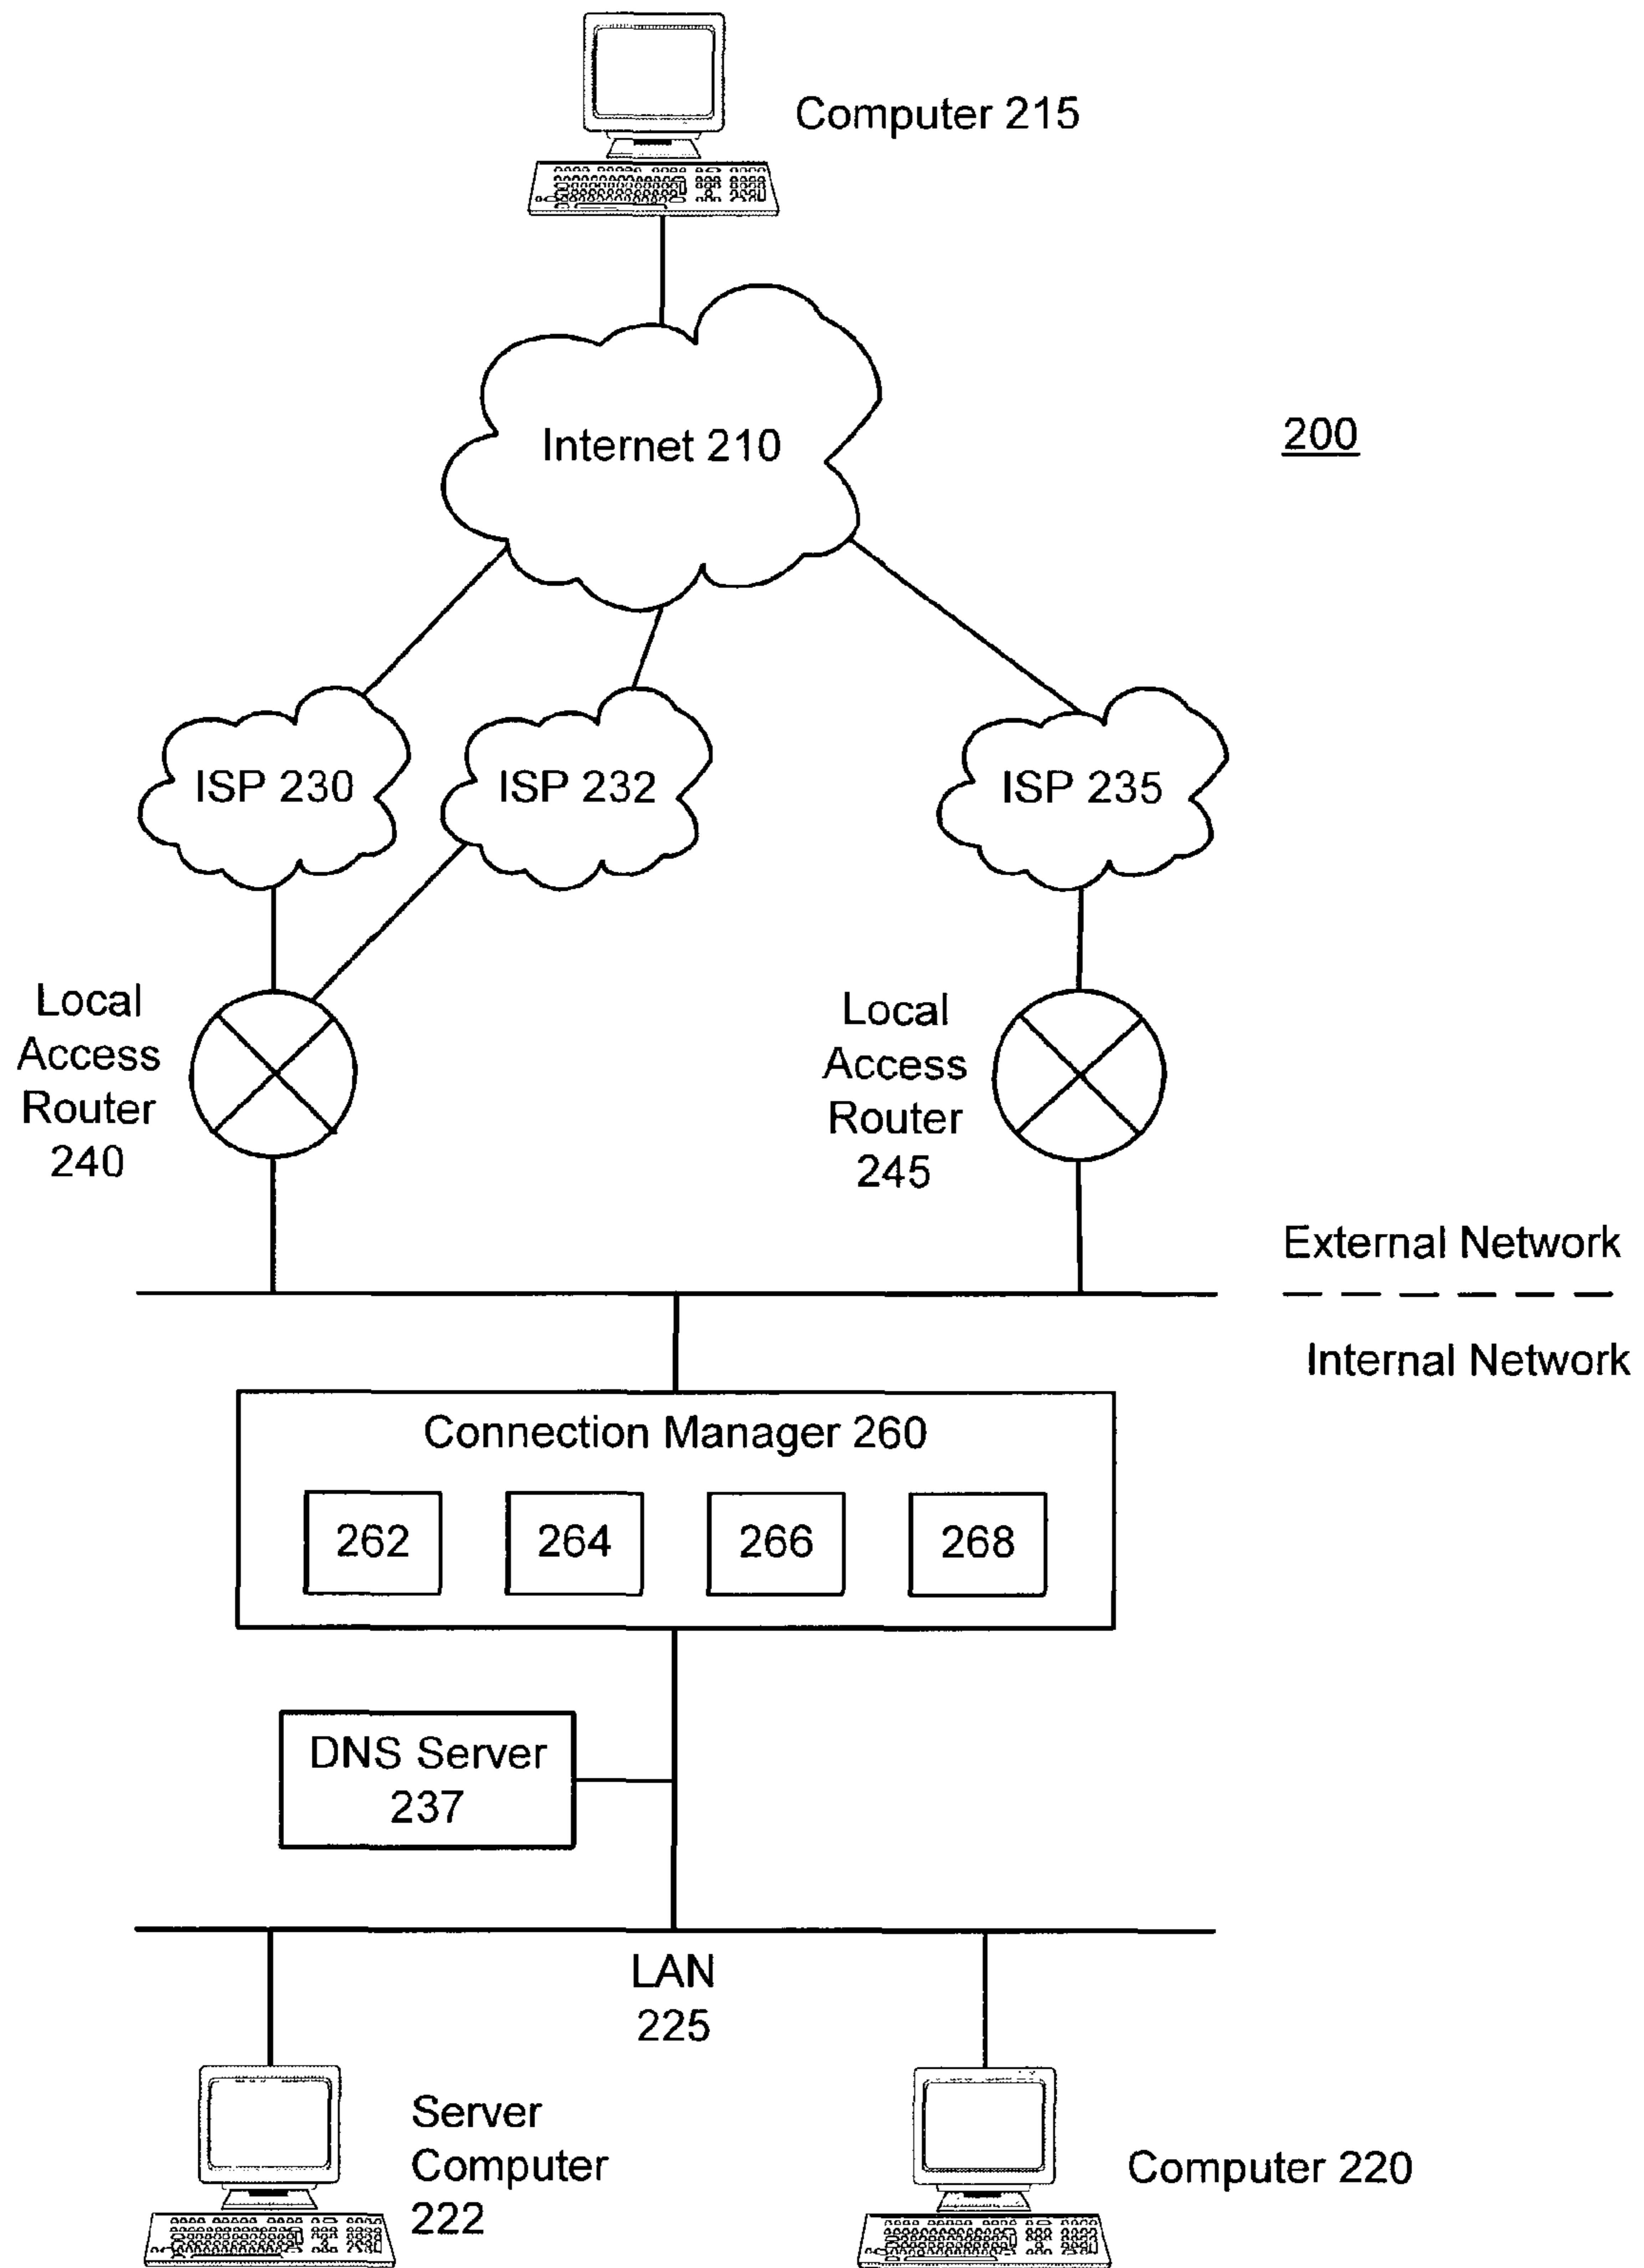 Computer 215
Internet 210
200
ISP 230
ISP 232
ISP 235
Local
Access
Router
240
Local
Access
Router
245
External Network
Internal Network
Connection Manager 260
262
264
266
268
DNS Server
237
LAN
225
Server
Computer
222
Computer 220